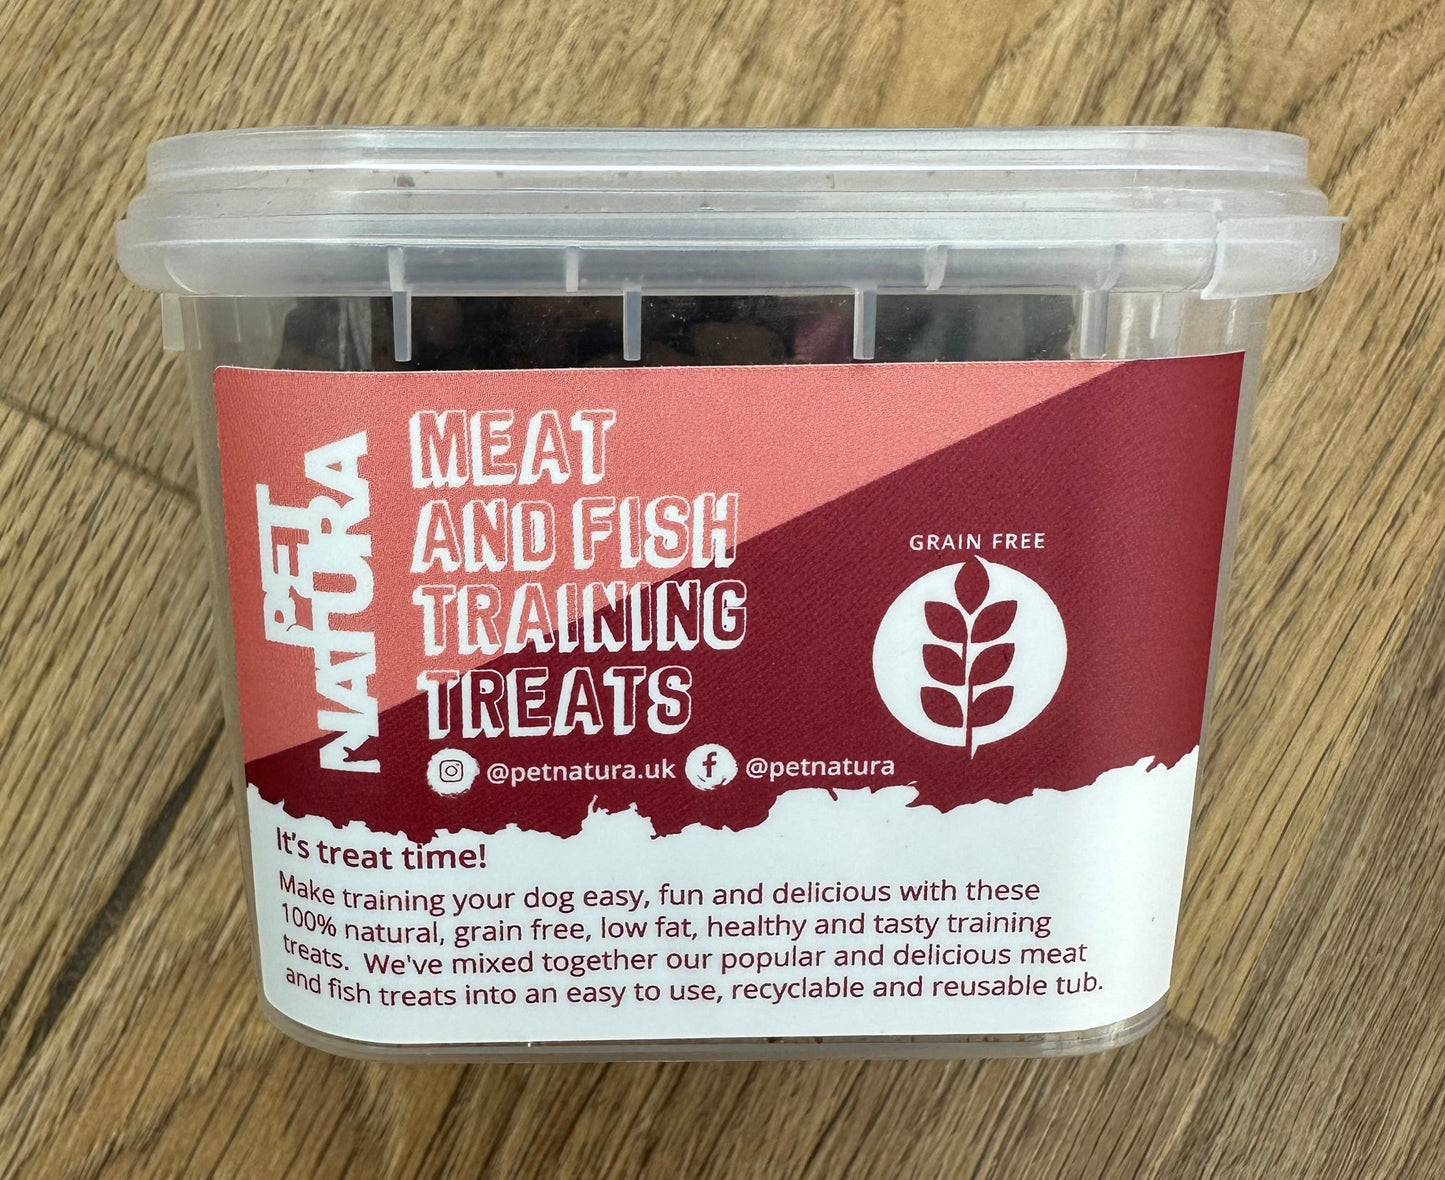 PET
NATURA
MEAT
AND FISH
TRAINING
TREATS
GRAIN FREE
@petnatura.uk f @petnatura
It's treat time!
Make training your dog easy, fun and delicious with these
100% natural, grain free, low fat, healthy and tasty training
treats. We've mixed together our popular and delicious meat
and fish treats into an easy to use, recyclable and reusable tub.